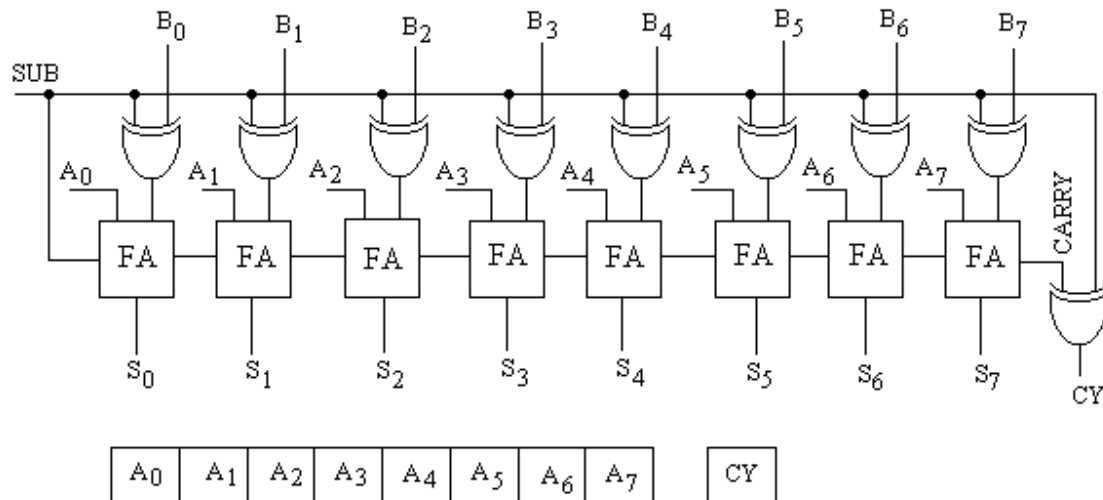 B₀ B₁ B₂ B₃ B₄ B₅ B₆ B₇
SUB
A₀ A₁ A₂ A₃ A₄ A₅ A₆ A₇
CARRY
FA FA FA FA FA FA FA FA
S₀ S₁ S₂ S₃ S₄ S₅ S₆ S₇
CY
A₀ A₁ A₂ A₃ A₄ A₅ A₆ A₇ CY